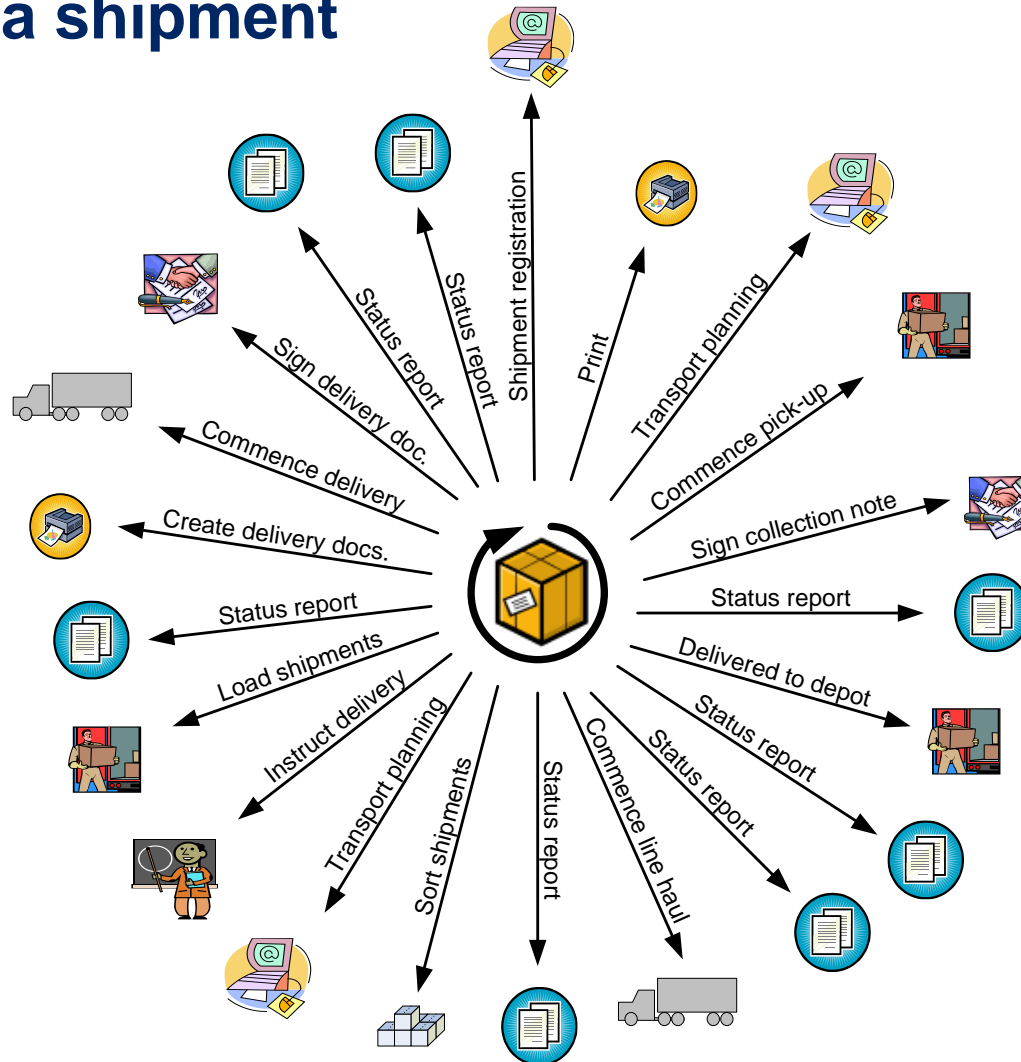 a shipment
Shipment registration
Print
Transport planning
Commence pick-up
Sign collection note
Status report
Delivered to depot
Status report
Status report
Commence line haul
Status report
Sort shipments
Transport planning
Instruct delivery
Load shipments
Status report
Create delivery docs.
Commence delivery
Sign delivery doc.
Status report
Status report